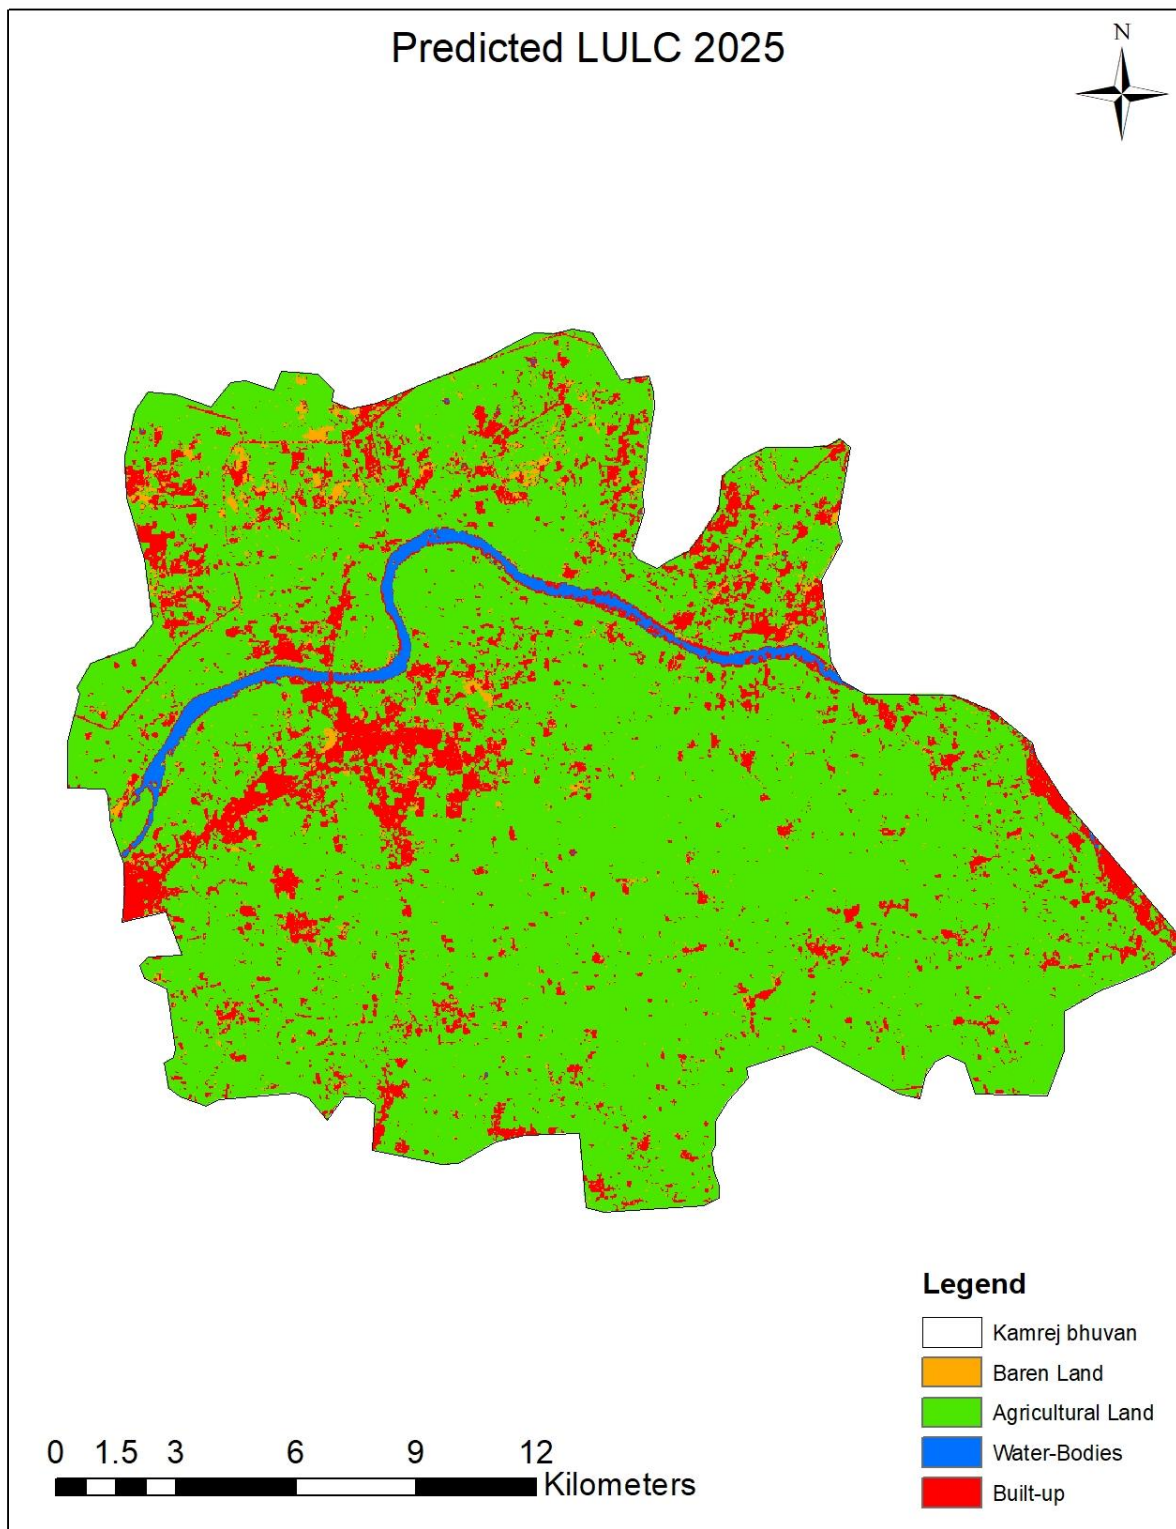 Predicted LULC 2025
N
Legend
Kamrej bhuvan
Baren Land
Agricultural Land
Water-Bodies
Built-up
0 1.5 3 6 9 12
Kilometers